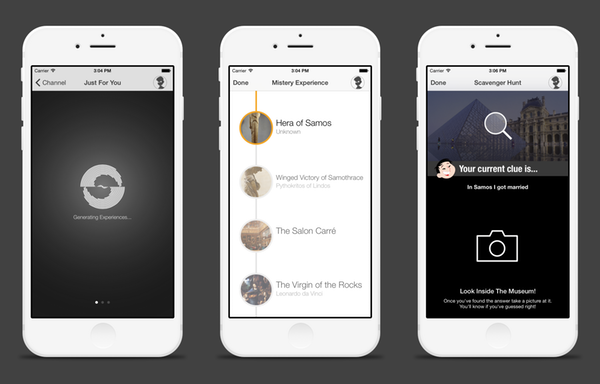 Carrier 3:04 PM
Channel Just For You
Generating Experiences...
Carrier 3:04 PM
Done Mistery Experience
Hera of Samos
Unknown
Winged Victory of Samothrace
Pythokritos of Lindos
The Salon Carré
The Virgin of the Rocks
Leonardo da Vinci
Carrier 3:06 PM
Done Scavenger Hunt
Your current clue is...
In Samos I got married
Look Inside The Museum!
Once you've found the answer take a picture of it.
You'll know if you've guessed right!